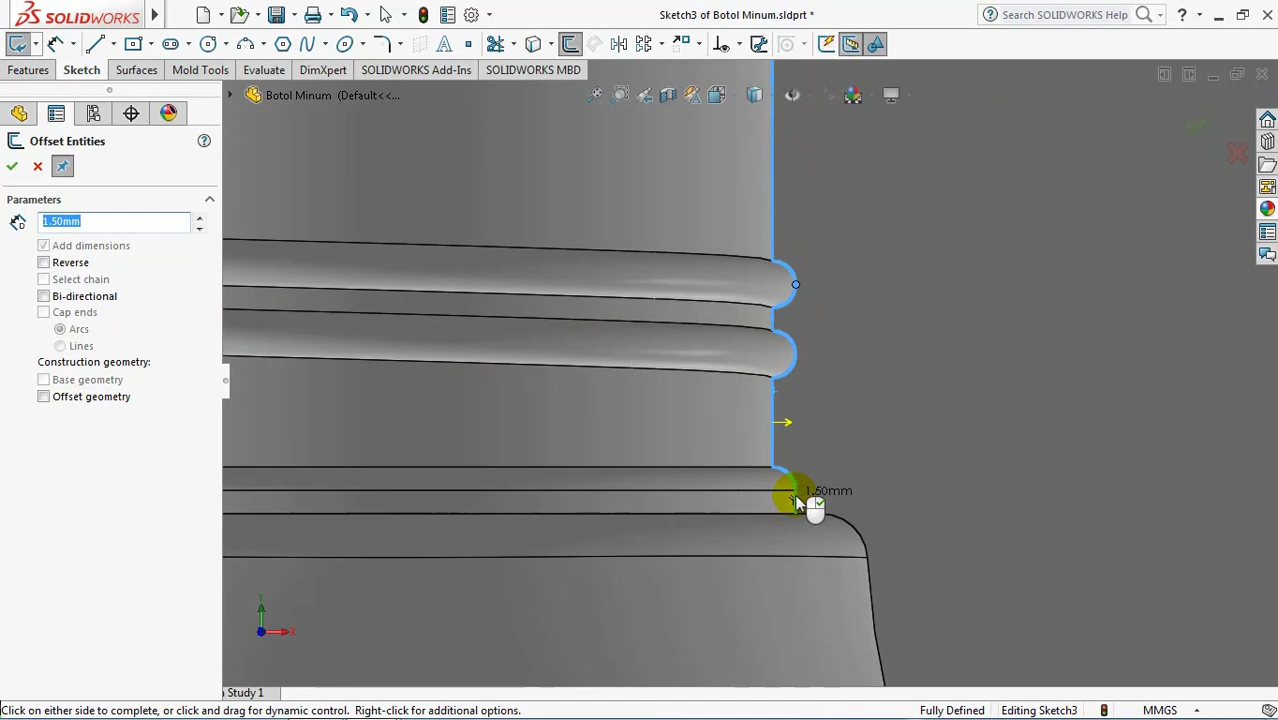 SOLIDWORKS
Sketch3 of Botol Minum.sldprt *
Search SOLIDWORKS Help
Features
Sketch
Surfaces
Mold Tools
Evaluate
DimXpert
SOLIDWORKS Add-Ins
SOLIDWORKS MBD
Botol Minum (Default<<...
Offset Entities
Parameters
1.50mm
Add dimensions
Reverse
Select chain
Bi-directional
Cap ends
Arcs
Lines
Construction geometry:
Base geometry
Offset geometry
1.50mm
Y
X
Study 1
Click on either side to complete, or click and drag for dynamic control. Right-click for additional options.
Fully Defined
Editing Sketch3
MMGS